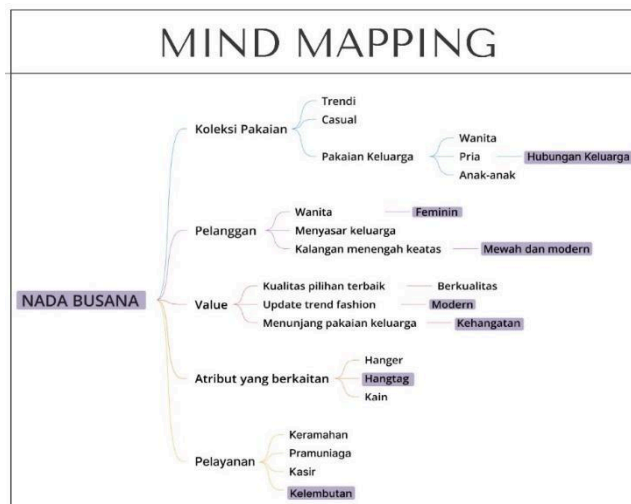 MIND MAPPING
NADA BUSANA
Koleksi Pakaian
Trendi
Casual
Pakaian Keluarga
Wanita
Pria
Hubungan Keluarga
Anak-anak
Pelanggan
Wanita
Feminin
Menyasar keluarga
Kalangan menengah keatas
Mewah dan modern
Value
Kualitas pilihan terbaik
Berkualitas
Update trend fashion
Modern
Menunjang pakaian keluarga
Kehangatan
Atribut yang berkaitan
Hanger
Hangtag
Kain
Pelayanan
Keramahan
Pramuniaga
Kasir
Kelembutan